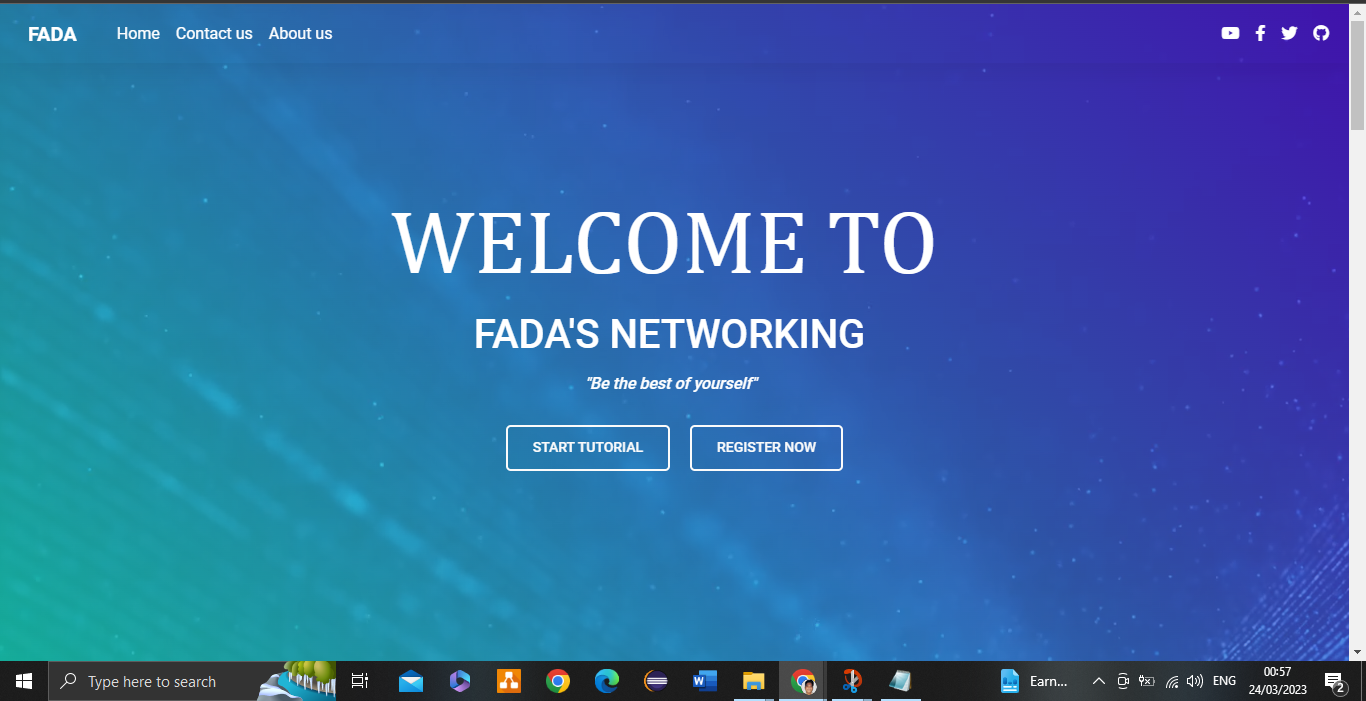 FADA Home Contact us About us
WELCOME TO
FADA'S NETWORKING
"Be the best of yourself"
START TUTORIAL REGISTER NOW
Type here to search Earn... ENG 00:57
24/03/2023
2